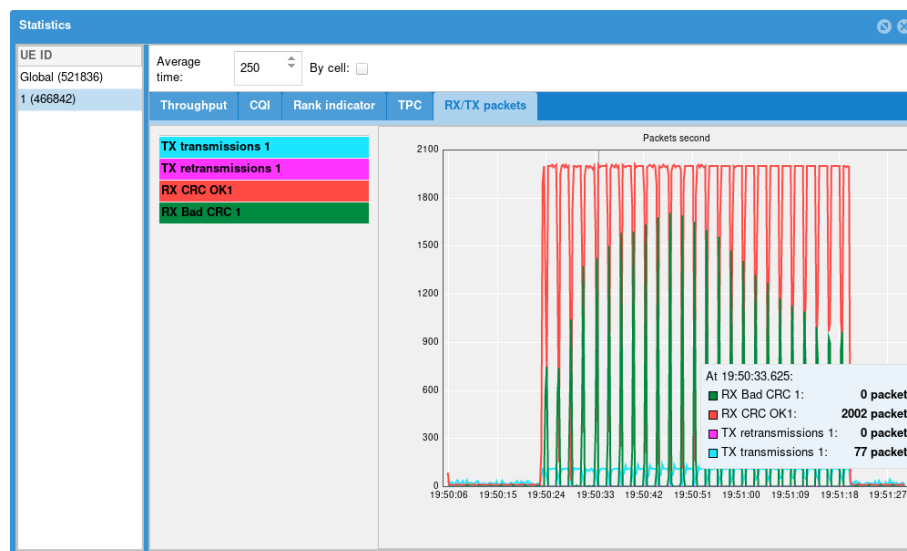 Statistics
UE ID
Global (521836)
1 (466842)
Average time:
250
By cell:
Throughput
CQI
Rank indicator
TPC
RX/TX packets
TX transmissions 1
TX retransmissions 1
RX CRC OK1
RX Bad CRC 1
Packets second
2100
1800
1500
1200
900
600
300
0
19:50:06 19:50:15 19:50:24 19:50:33 19:50:42 19:50:51 19:51:00 19:51:09 19:51:18 19:51:27
At 19:50:33.625:
RX Bad CRC 1: 0 packet
RX CRC OK1: 2002 packet
TX retransmissions 1: 0 packet
TX transmissions 1: 77 packet